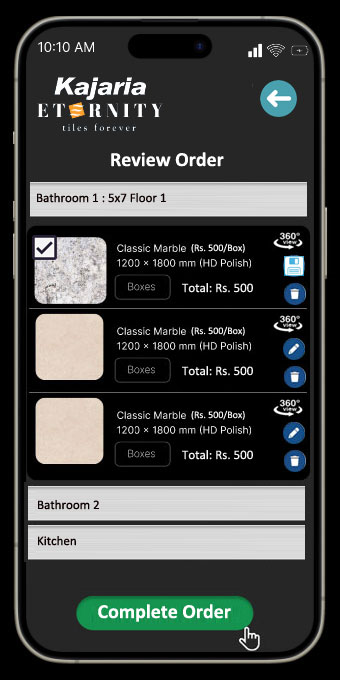 10:10 AM
Kajaria
ETERNITY
tiles forever
Review Order
Bathroom 1 : 5x7 Floor 1
Classic Marble (Rs. 500/Box)
1200 × 1800 mm (HD Polish)
Boxes Total: Rs. 500
360°
view
Classic Marble (Rs. 500/Box)
1200 × 1800 mm (HD Polish)
Boxes Total: Rs. 500
360°
view
Classic Marble (Rs. 500/Box)
1200 × 1800 mm (HD Polish)
Boxes Total: Rs. 500
360°
view
Bathroom 2
Kitchen
Complete Order